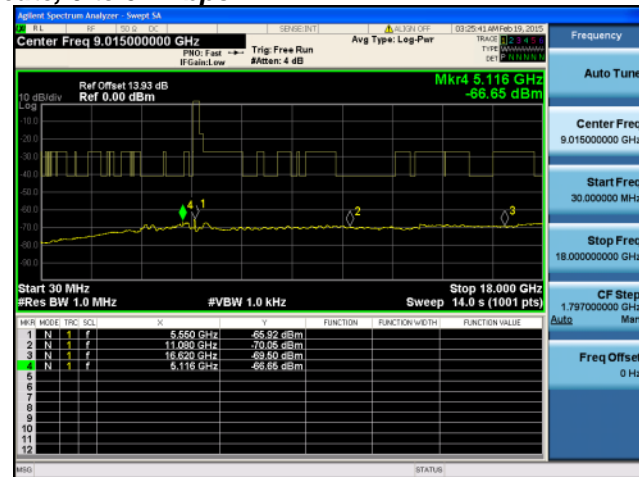 Agilent Spectrum Analyzer - Swept SA
RL RF 50 Ω DC SENSE:INT ALIGN OFF 03:25:41 AM Feb 19, 2015
Center Freq 9.015000000 GHz
PNO: Fast
IFGain:Low
Trig: Free Run
#Atten: 4 dB
Avg Type: Log-Pwr
TRACE 1 2 3 4 5 6
TYPE
DET P N N N N N
Frequency
Auto Tune
Center Freq
9.015000000 GHz
Start Freq
30.000000 MHz
Stop Freq
18.000000000 GHz
CF Step
1.797000000 GHz
Auto Man
Freq Offset
0 Hz
Mkr4 5.116 GHz
-66.65 dBm
Ref Offset 13.93 dB
10 dB/div Ref 0.00 dBm
Log
-10.0
-20.0
-30.0
-40.0
-50.0
-60.0
-70.0
-80.0
-90.0
4 1 2 3
Start 30 MHz Stop 18.000 GHz
#Res BW 1.0 MHz #VBW 1.0 kHz Sweep 14.0 s (1001 pts)
MKR MODE TRC SCL X Y FUNCTION FUNCTION WIDTH FUNCTION VALUE
1 N 1 f 5.550 GHz -65.92 dBm
2 N 1 f 11.080 GHz -70.05 dBm
3 N 1 f 16.620 GHz -69.50 dBm
4 N 1 f 5.116 GHz -66.65 dBm
5
6
7
8
9
10
11
12
MSG STATUS